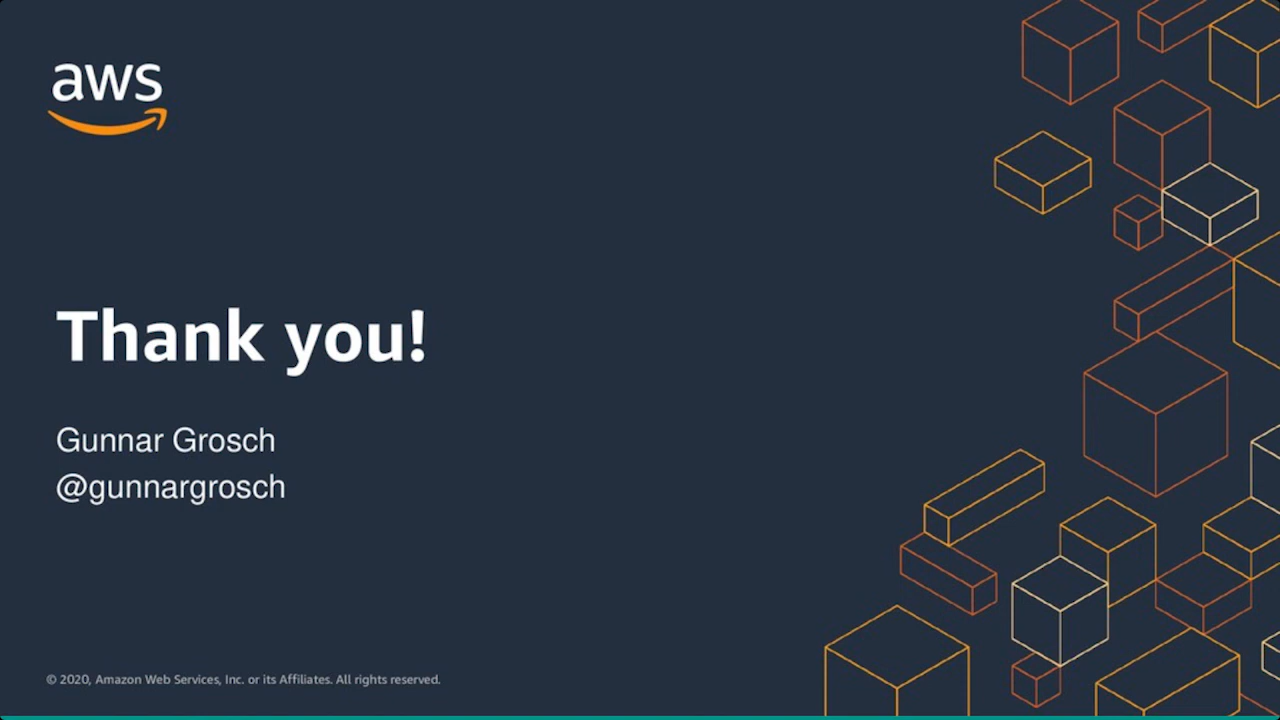 aws
Thank you!
Gunnar Grosch
@gunnargrosch
© 2020, Amazon Web Services, Inc. or its Affiliates. All rights reserved.